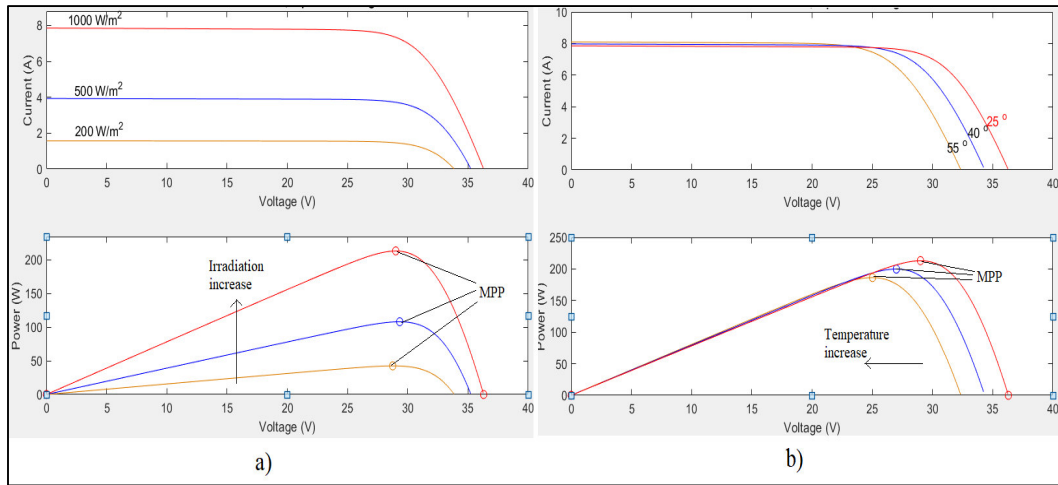 1000 W/m²
500 W/m²
200 W/m²
Current (A)
8
6
4
2
0
0 5 10 15 20 25 30 35 40
Voltage (V)
Current (A)
10
8
6
4
2
0
25 o
40 o
55 o
0 5 10 15 20 25 30 35 40
Voltage (V)
Power (W)
200
150
100
50
0
Irradiation
increase
MPP
0 5 10 15 20 25 30 35 40
Voltage (V)
a)
Power (W)
250
200
150
100
50
0
MPP
Temperature
increase
0 5 10 15 20 25 30 35 40
Voltage (V)
b)